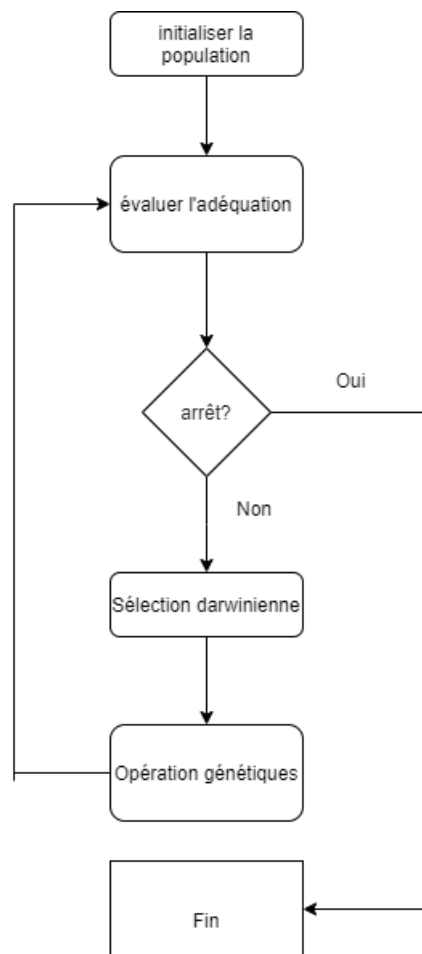 initialiser la
population
évaluer l'adéquation
arrêt?
Oui
Non
Sélection darwinienne
Opération génétiques
Fin